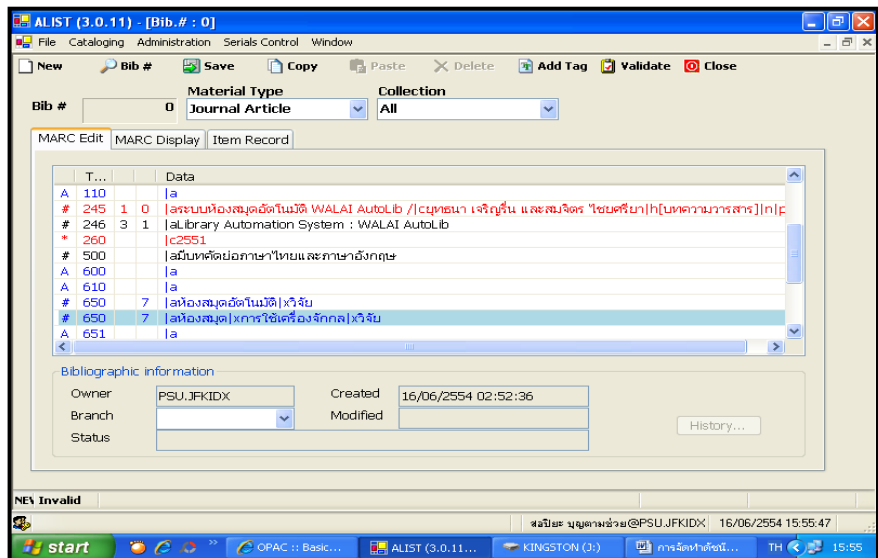 ALIST (3.0.11) - [Bib.# : 0]
File Cataloging Administration Serials Control Window
New Bib # Save Copy Paste Delete Add Tag Validate Close
Material Type Collection
Bib # 0 Journal Article All
MARC Edit MARC Display Item Record
T... Data
A 110 |a
# 245 1 0 |aระบบห้องสมุดอัตโนมัติ WALAI AutoLib /|cยุทธนา เจริญรื่น และสมจิตร ไชยศรียา|h[บทความวารสาร]|n|p
# 246 3 1 |aLibrary Automation System : WALAI AutoLib
* 260 |c2551
# 500 |aมีบทคัดย่อภาษาไทยและภาษาอังกฤษ
A 600 |a
A 610 |a
# 650 7 |aห้องสมุดอัตโนมัติ|xวิจัย
# 650 7 |aห้องสมุด|xการใช้เครื่องจักกล|xวิจัย
A 651 |a
Bibliographic information
Owner PSU.JFKIDX Created 16/06/2554 02:52:36
Branch Modified
History...
Status
NEW Invalid
สอปิยะ บุญตามช่วย@PSU.JFKIDX 16/06/2554 15:55:47
start OPAC :: Basic... ALIST (3.0.11... KINGSTON (J:) การจัดทำดัชนี... TH 15:55